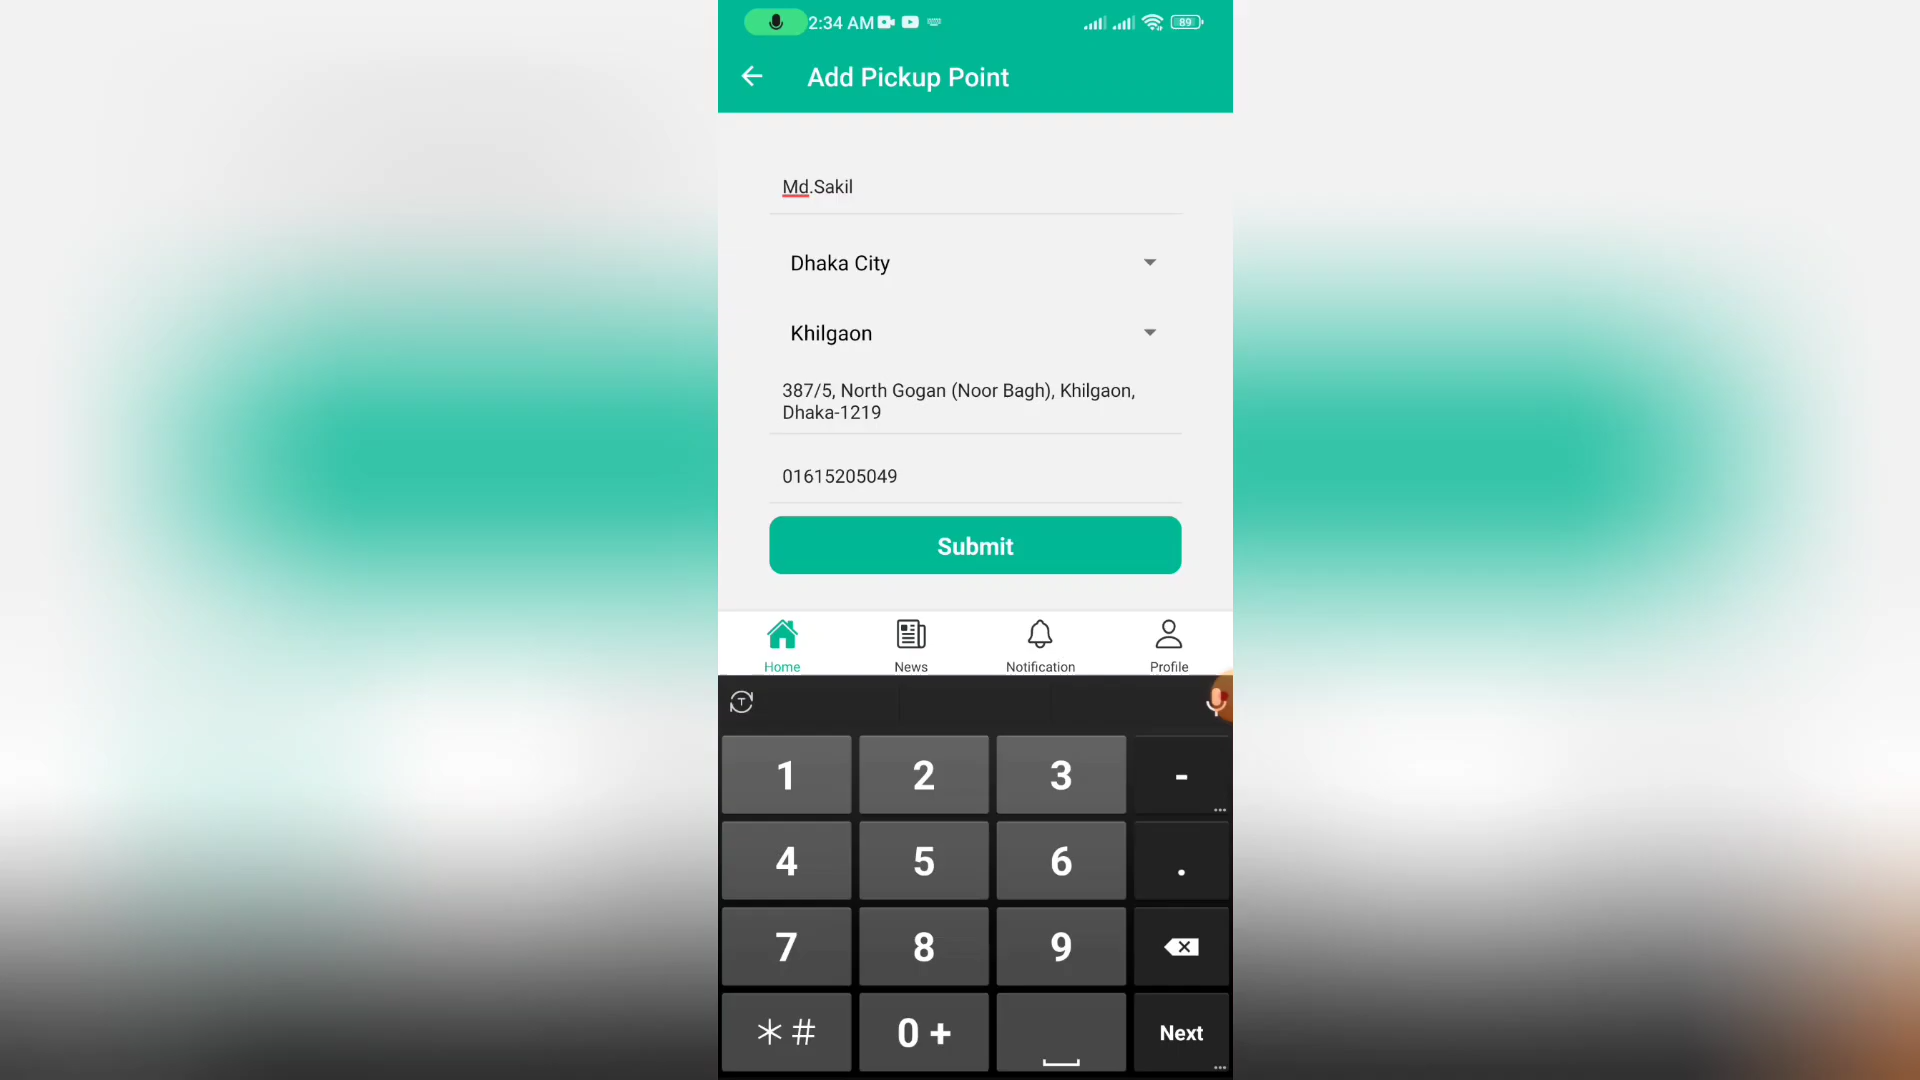 2:34 AM
89
Add Pickup Point
Md.Sakil
Dhaka City
Khilgaon
387/5, North Gogan (Noor Bagh), Khilgaon,
Dhaka-1219
01615205049
Submit
Home News Notification Profile
T
1 2 3 -
4 5 6 .
7 8 9
* # 0 + Next